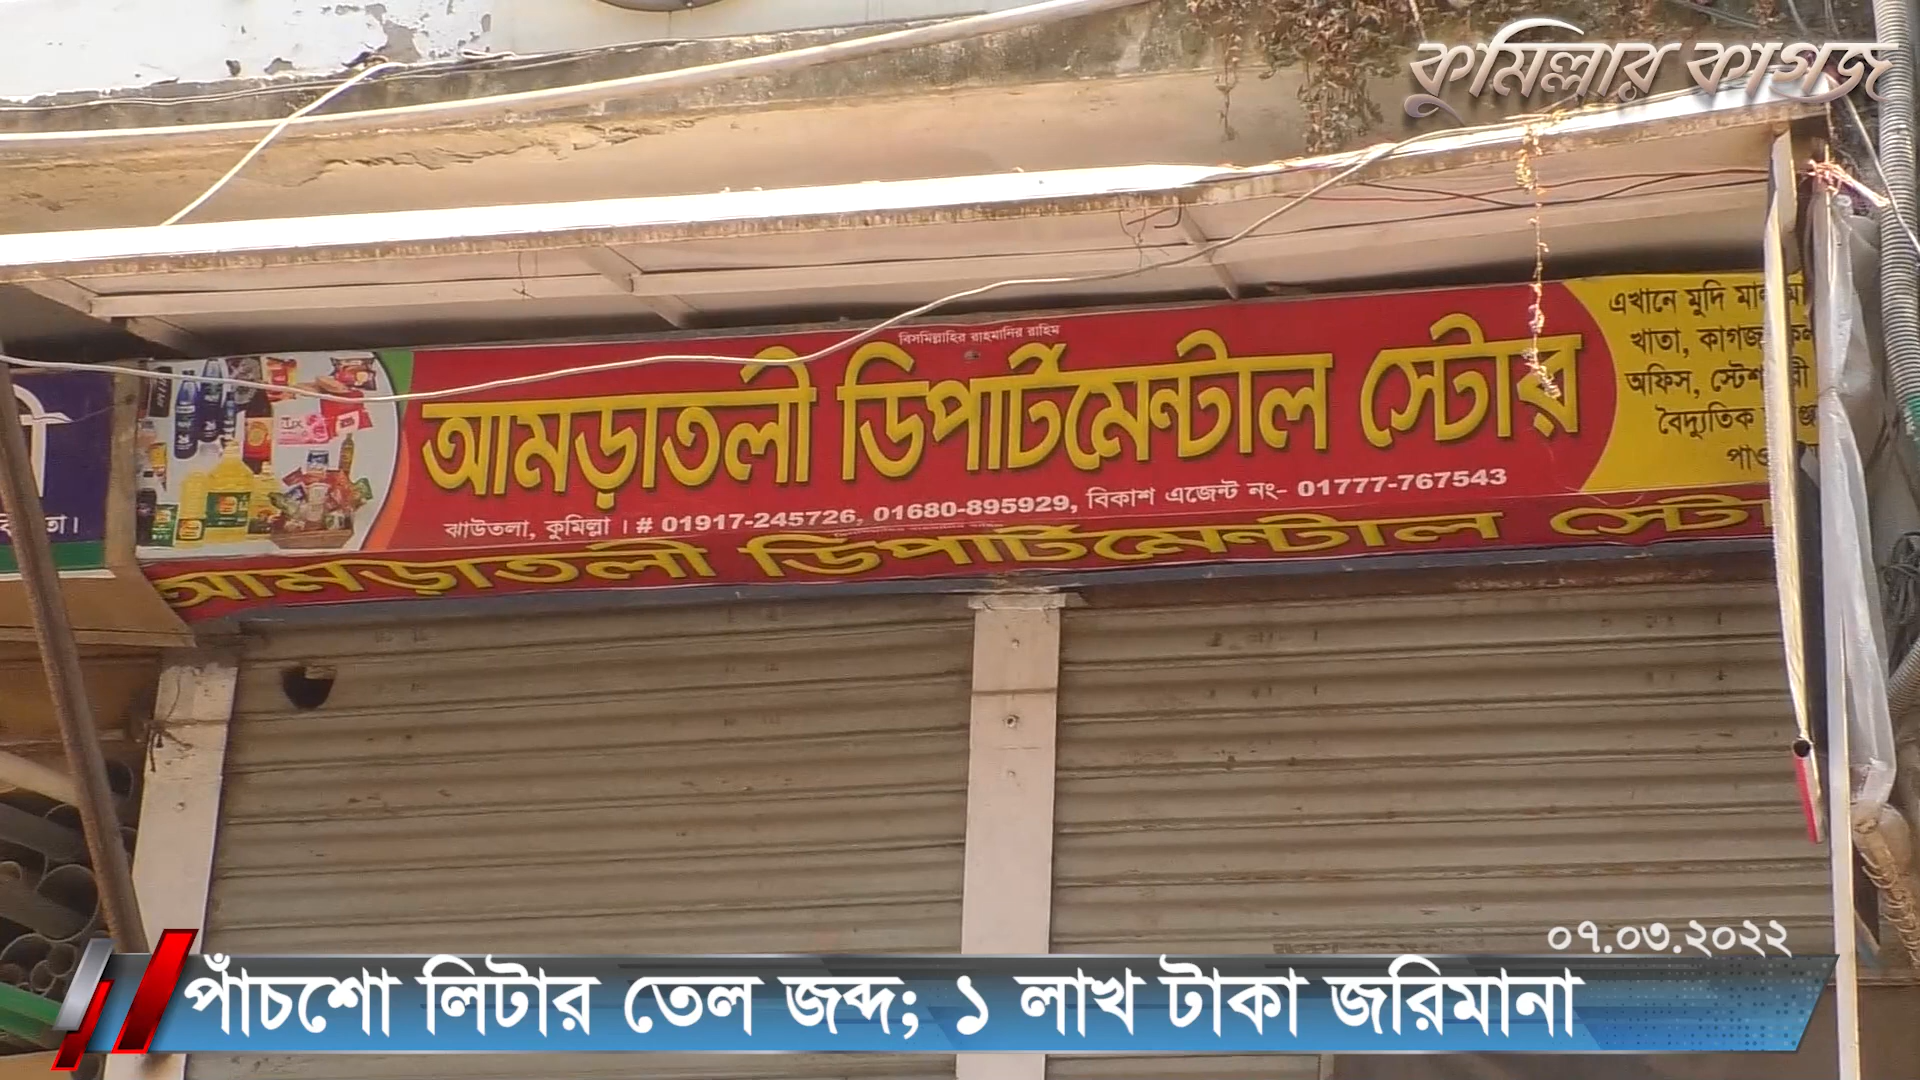 কুমিল্লার কাগজ
বিসমিল্লাহির রাহমানির রাহিম
আমড়াতলী ডিপার্টমেন্টাল স্টোর
ঝাউতলা, কুমিল্লা । # 01917-245726, 01680-895929, বিকাশ এজেন্ট নং- 01777-767543
এখানে মুদি মাল
খাতা, কাগজ
অফিস,
বৈদ্যুতিক
আমড়াতলী ডিপার্টমেন্টাল
০৭.০৩.২০২২
পাঁচশো লিটার তেল জব্দ; ১ লাখ টাকা জরিমানা